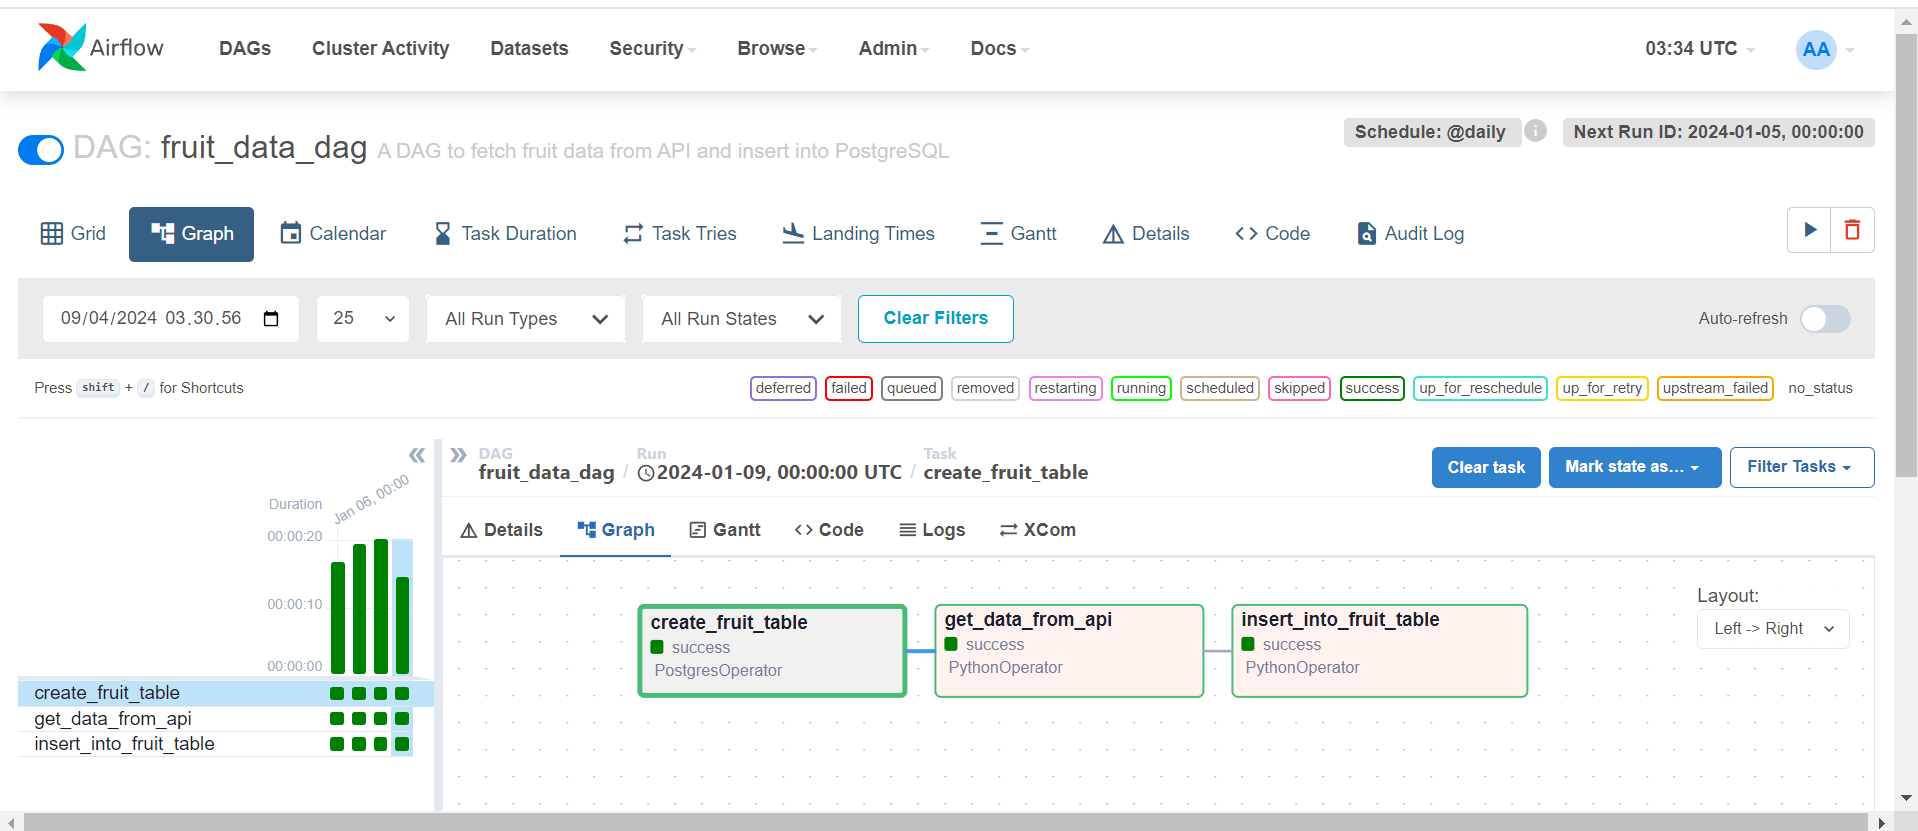 Airflow DAGs Cluster Activity Datasets Security Browse Admin Docs 03:34 UTC AA
DAG: fruit_data_dag A DAG to fetch fruit data from API and insert into PostgreSQL
Schedule: @daily i Next Run ID: 2024-01-05, 00:00:00
Grid Graph Calendar Task Duration Task Tries Landing Times Gantt Details Code Audit Log
09/04/2024 03.30.56 25 All Run Types All Run States Clear Filters Auto-refresh
Press shift + / for Shortcuts
deferred failed queued removed restarting running scheduled skipped success up_for_reschedule up_for_retry upstream_failed no_status
Duration
Jan 06, 00:00
00:00:20
00:00:10
00:00:00
create_fruit_table
get_data_from_api
insert_into_fruit_table
DAG Run Task
fruit_data_dag / 2024-01-09, 00:00:00 UTC / create_fruit_table
Clear task Mark state as... Filter Tasks
Details Graph Gantt Code Logs XCom
create_fruit_table
success
PostgresOperator
get_data_from_api
success
PythonOperator
insert_into_fruit_table
success
PythonOperator
Layout:
Left -> Right